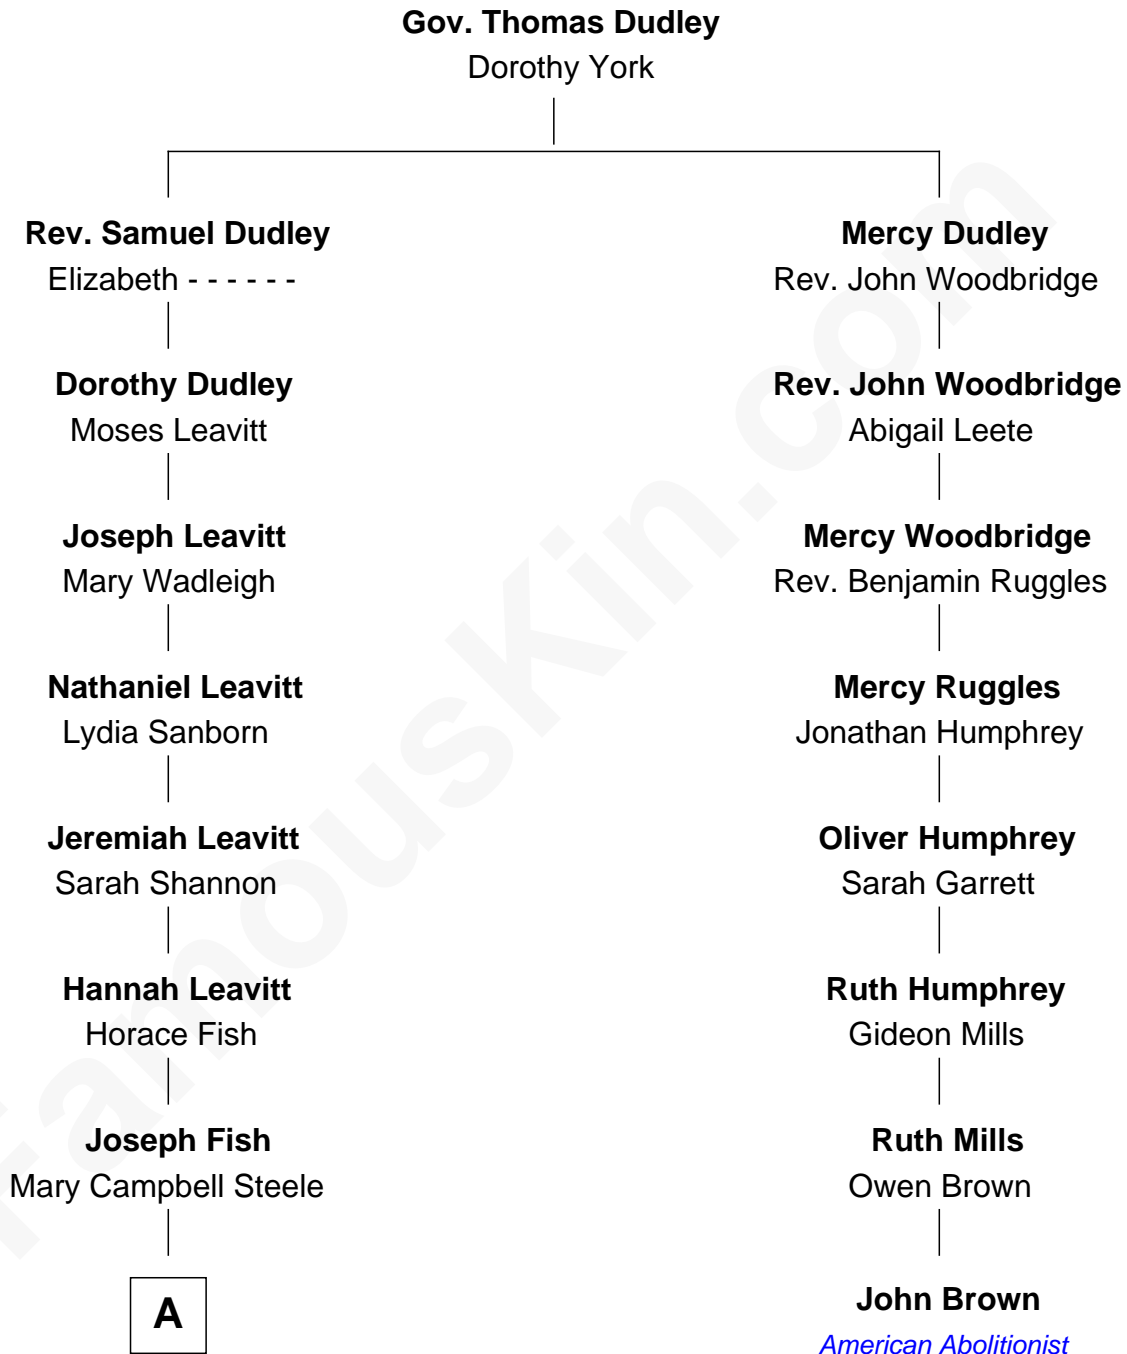 Gov. Thomas Dudley
Dorothy York
Rev. Samuel Dudley
Elizabeth - - - - - -
Mercy Dudley
Rev. John Woodbridge
Dorothy Dudley
Moses Leavitt
Rev. John Woodbridge
Abigail Leete
Joseph Leavitt
Mary Wadleigh
Mercy Woodbridge
Rev. Benjamin Ruggles
Nathaniel Leavitt
Lydia Sanborn
Mercy Ruggles
Jonathan Humphrey
Jeremiah Leavitt
Sarah Shannon
Oliver Humphrey
Sarah Garrett
Hannah Leavitt
Horace Fish
Ruth Humphrey
Gideon Mills
Joseph Fish
Mary Campbell Steele
Ruth Mills
Owen Brown
A
John Brown
American Abolitionist
FamousKin.com